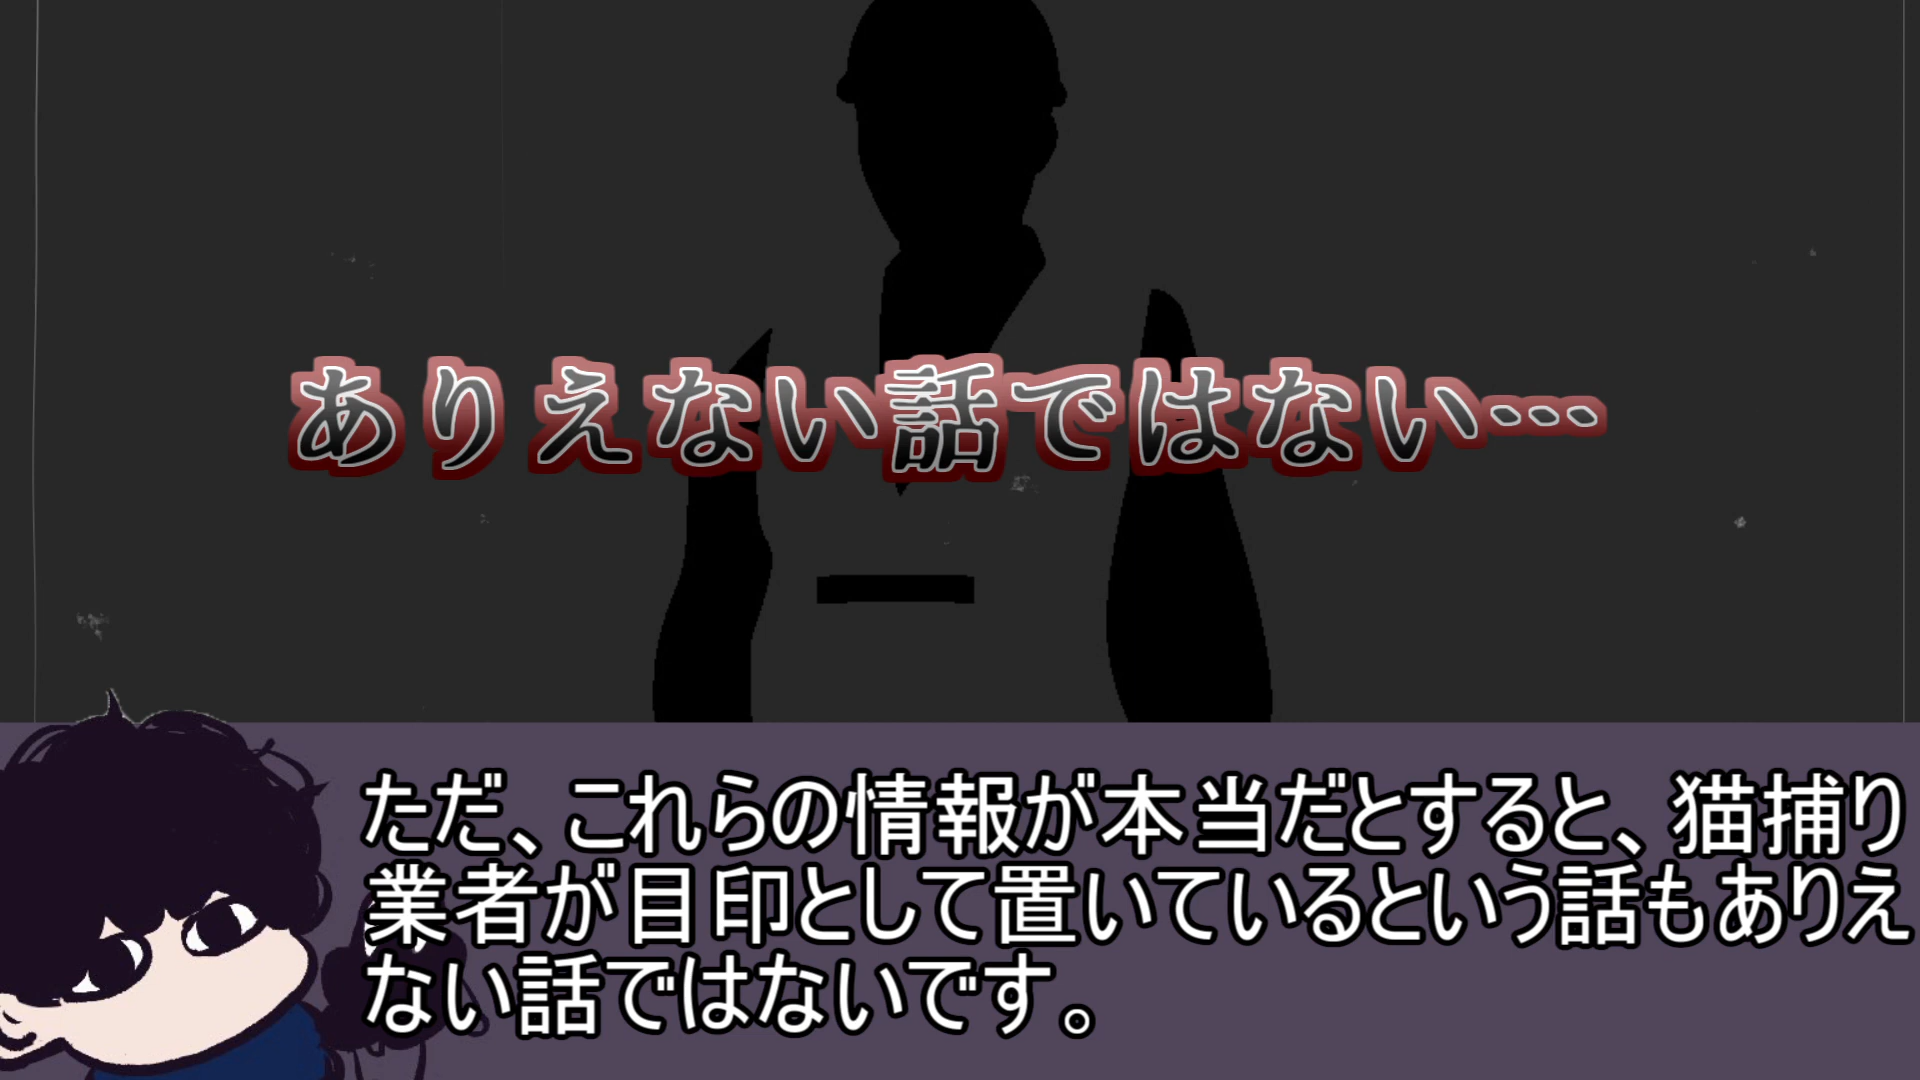 ありえない話ではない…
ただ、これらの情報が本当だとすると、猫捕り
業者が目印として置いているという話もありえ
ない話ではないです。